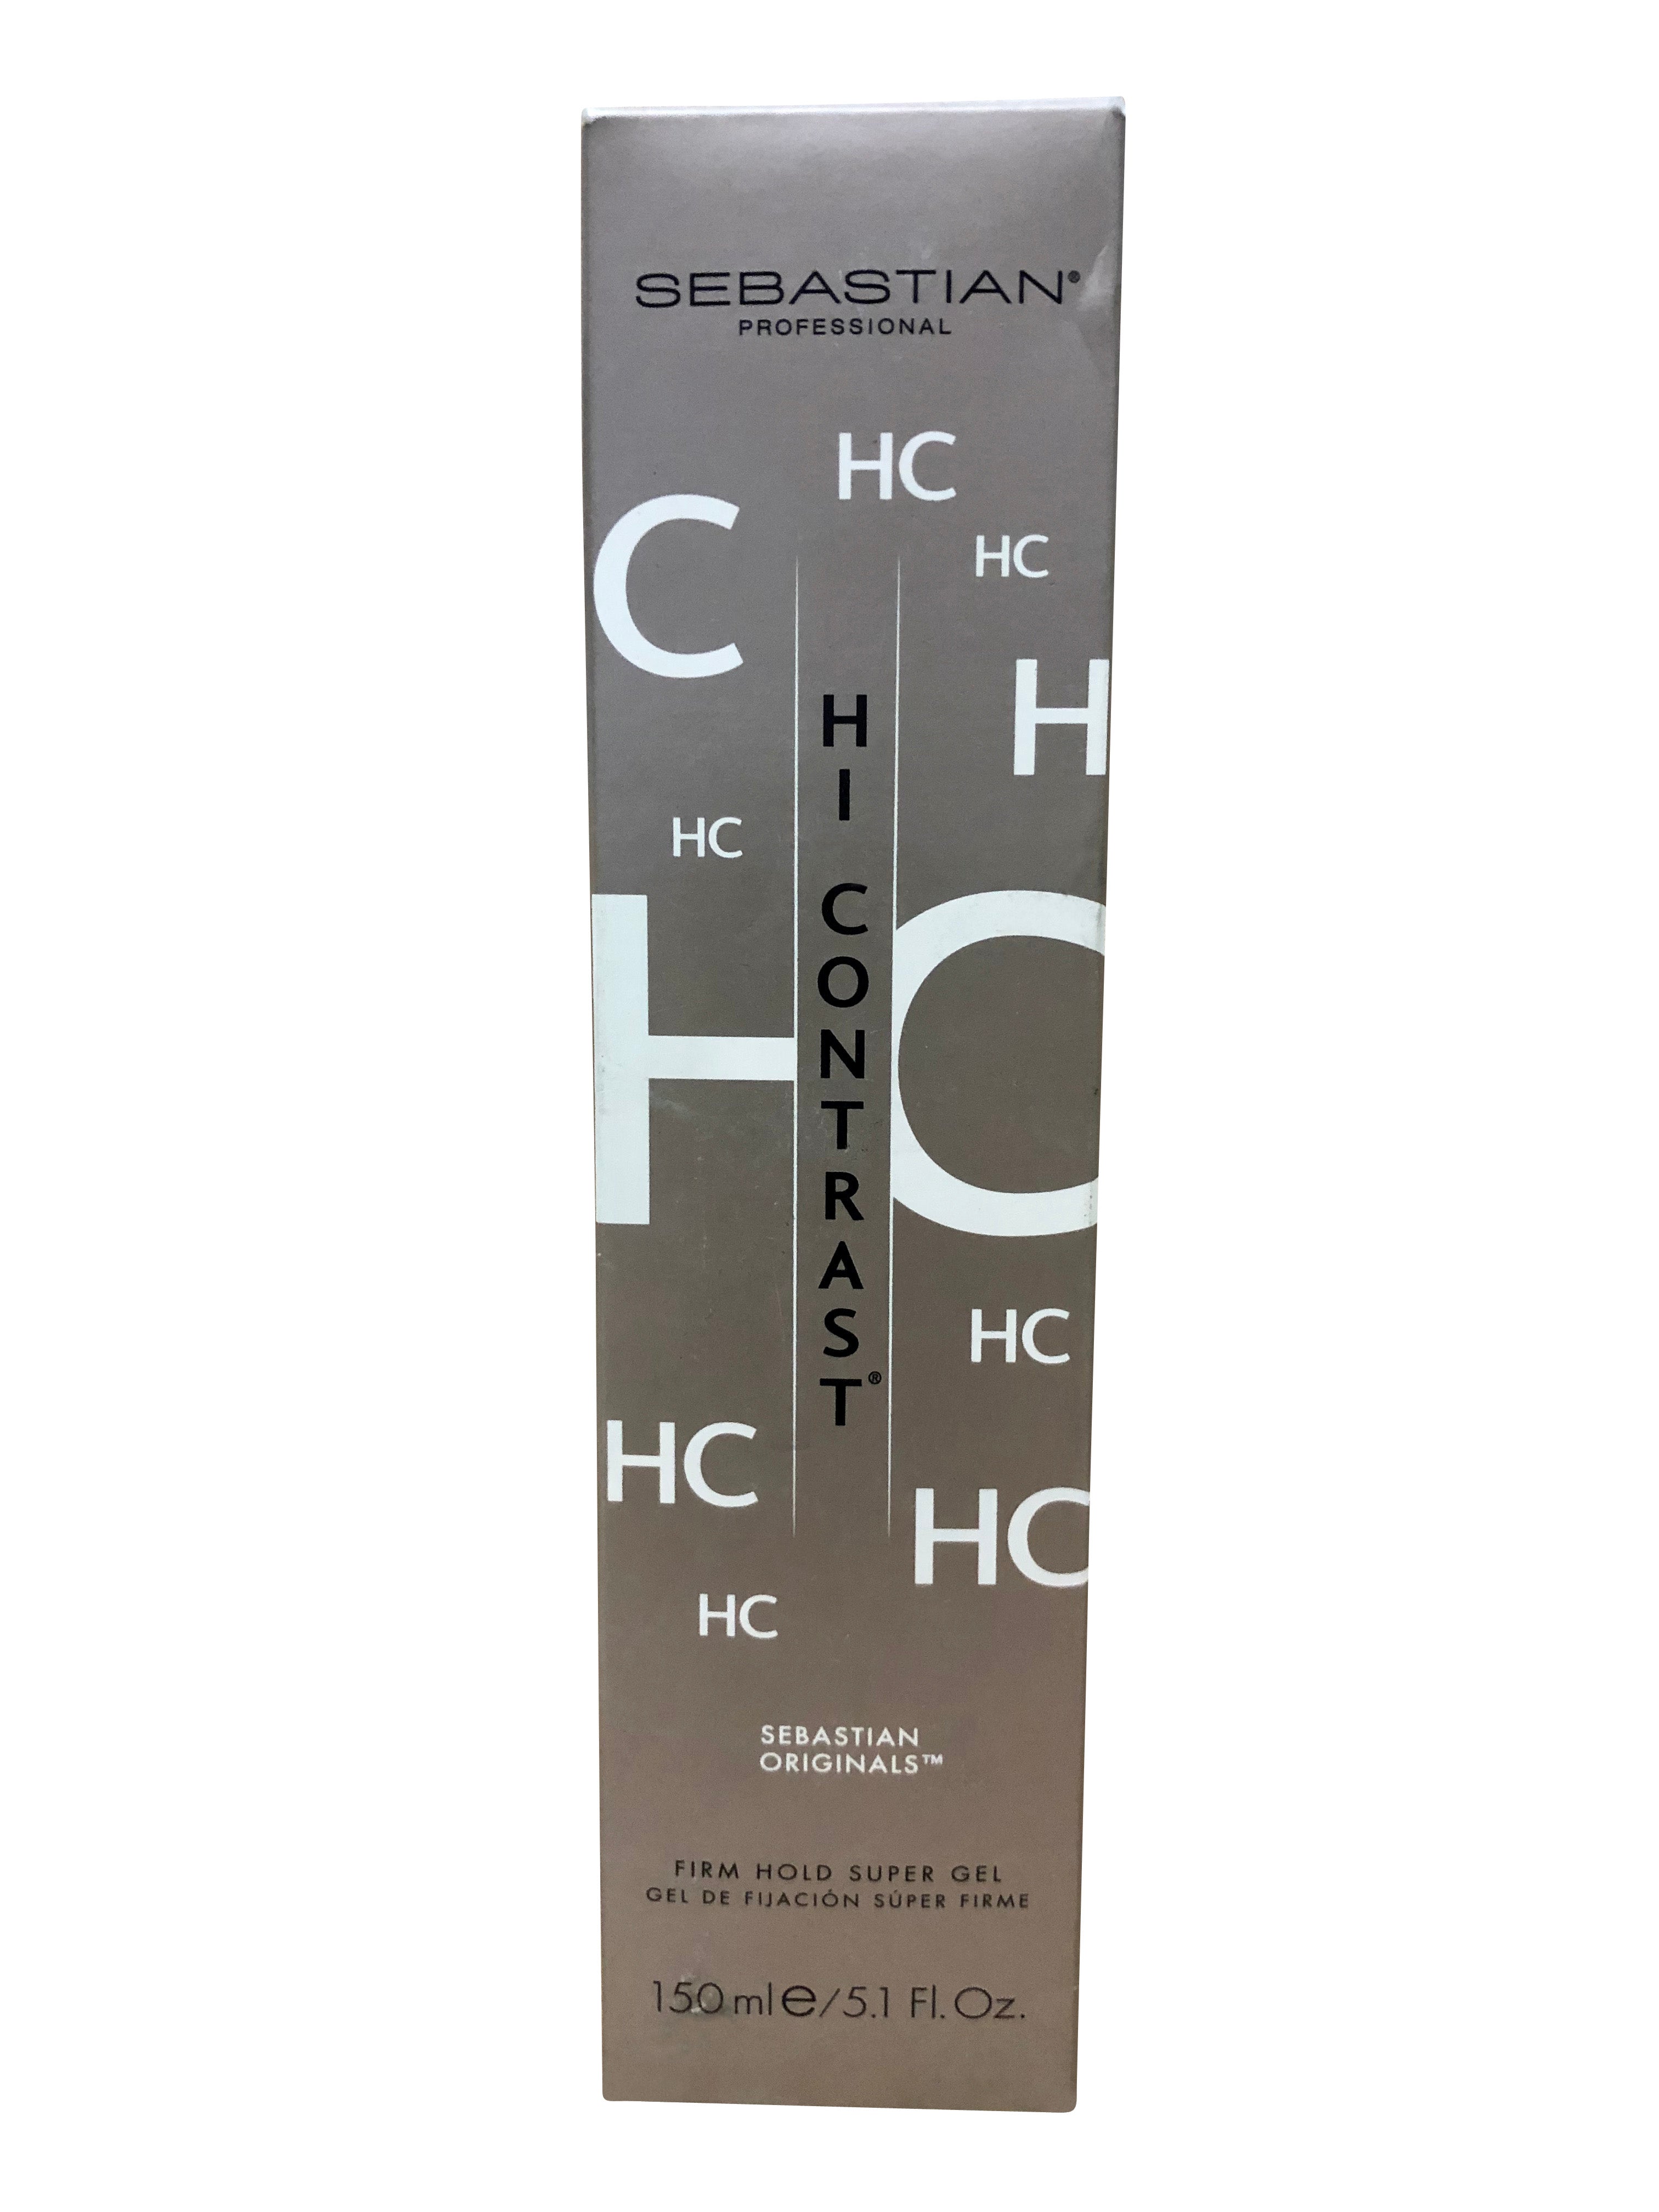 SEBASTIAN®
PROFESSIONAL
HC
C
HC
H
HC
HI CONTRAST®
H
C
HC
HC
HC
HC
SEBASTIAN
ORIGINALS™
FIRM HOLD SUPER GEL
GEL DE FIJACIÓN SÚPER FIRME
150 ml e/5.1 Fl. Oz.